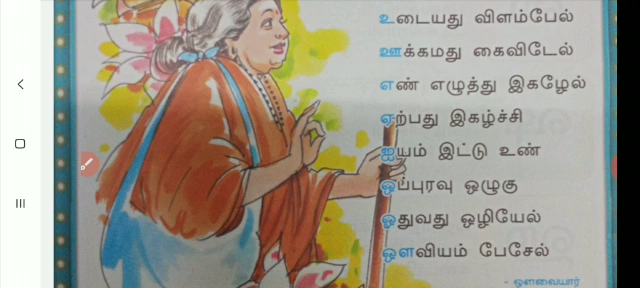 உடையது விளம்பேல்
ஊக்கமது கைவிடேல்
எண் எழுத்து இகழேல்
ஏற்பது இகழ்ச்சி
ஐயம் இட்டு உண்
ஒப்புரவு ஒழுகு
ஓதுவது ஒழியேல்
ஔவியம் பேசேல்
- ஔவையார்